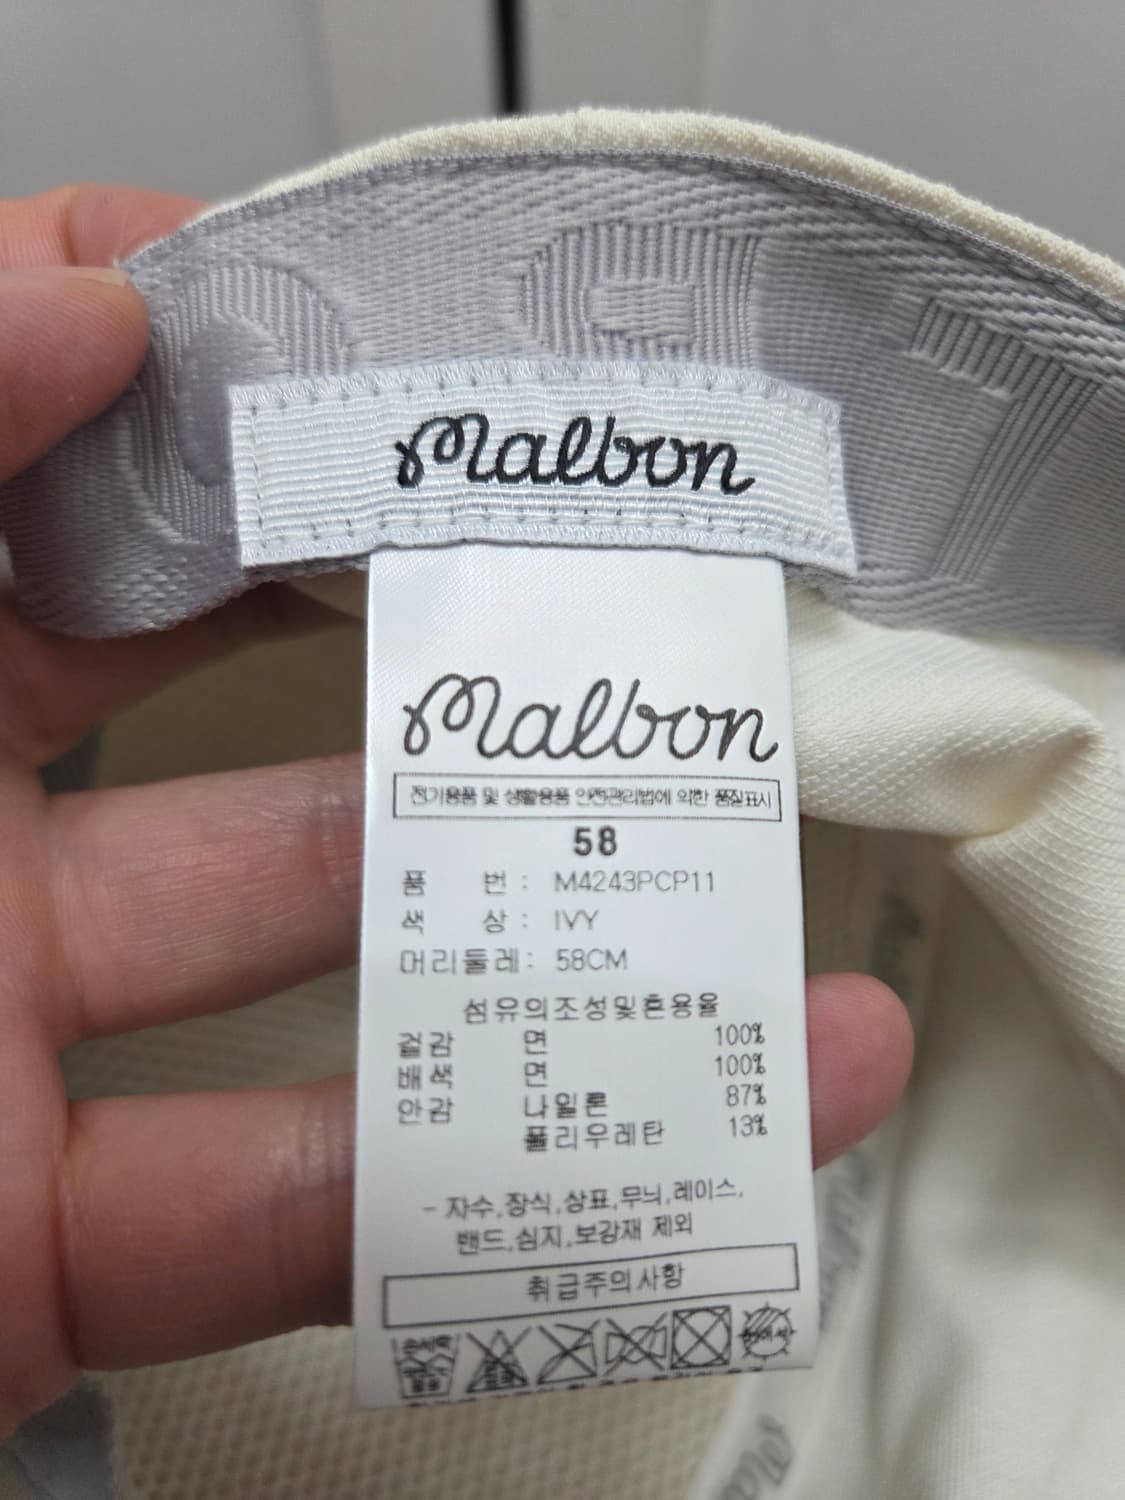 Malbon
Malbon
전기용품 및 생활용품 안전관리법에 의한 품질표시
58
품 번 : M4243PCP11
색 상 : IVY
머리둘레 : 58CM
섬유의조성및혼용율
겉감 면 100%
배색 면 100%
안감 나일론 87%
폴리우레탄 13%
- 자수,장식,상표,무늬,레이스,
밴드,심지,보강재 제외
취급주의사항